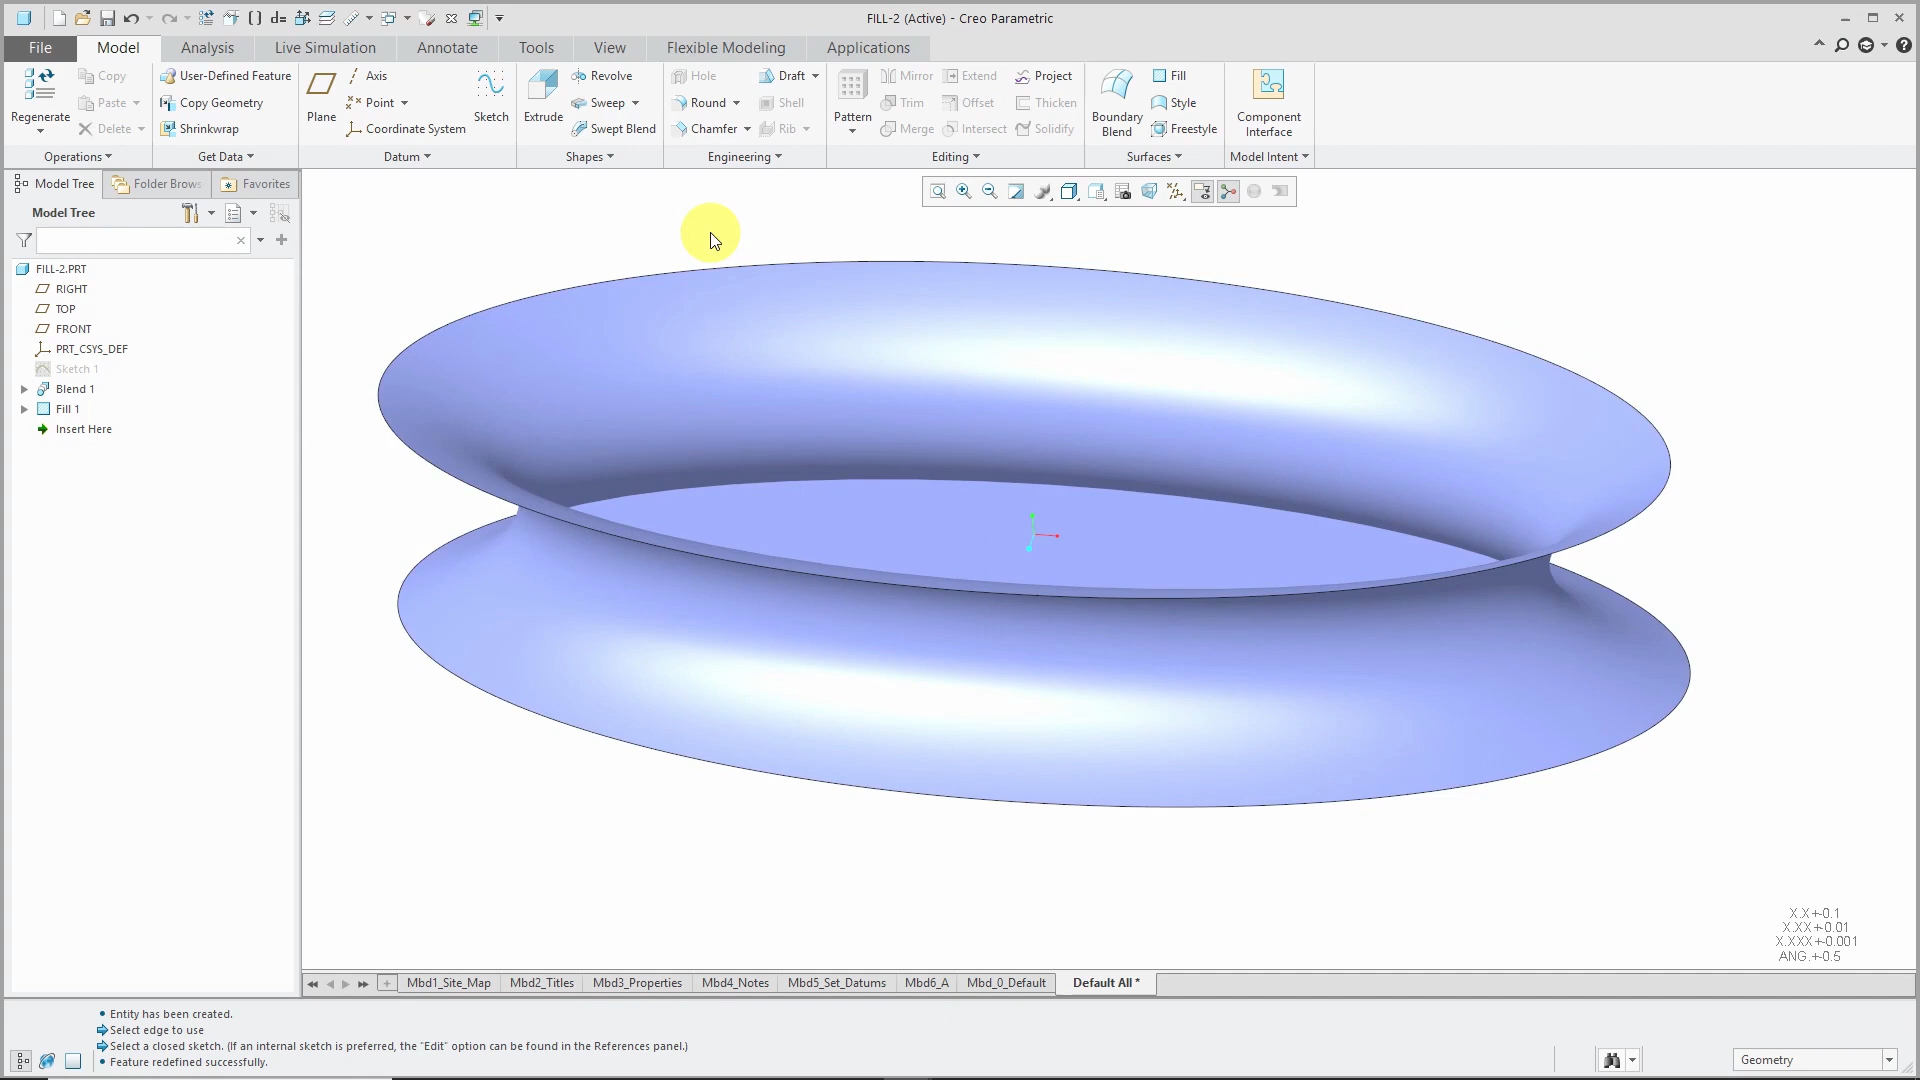 FILL-2 (Active) - Creo Parametric
File Model Analysis Live Simulation Annotate Tools View Flexible Modeling Applications
Copy User-Defined Feature Axis Revolve Hole Draft Mirror Extend Project Fill
Paste Copy Geometry Point Sweep Round Shell Trim Offset Thicken Style
Regenerate Plane Sketch Extrude Pattern Boundary Blend Component Interface
Delete Shrinkwrap Coordinate System Swept Blend Chamfer Rib Merge Intersect Solidify Freestyle
Operations Get Data Datum Shapes Engineering Editing Surfaces Model Intent
Model Tree Folder Brows Favorites
Model Tree
FILL-2.PRT
RIGHT
TOP
FRONT
PRT_CSYS_DEF
Sketch 1
Blend 1
Fill 1
Insert Here
X.X+-0.1
X.XX+-0.01
X.XXX+-0.001
ANG.+-0.5
Mbd1_Site_Map Mbd2_Titles Mbd3_Properties Mbd4_Notes Mbd5_Set_Datums Mbd6_A Mbd_0_Default Default All *
• Entity has been created.
Select edge to use
Select a closed sketch. (If an internal sketch is preferred, the "Edit" option can be found in the References panel.)
• Feature redefined successfully.
Geometry